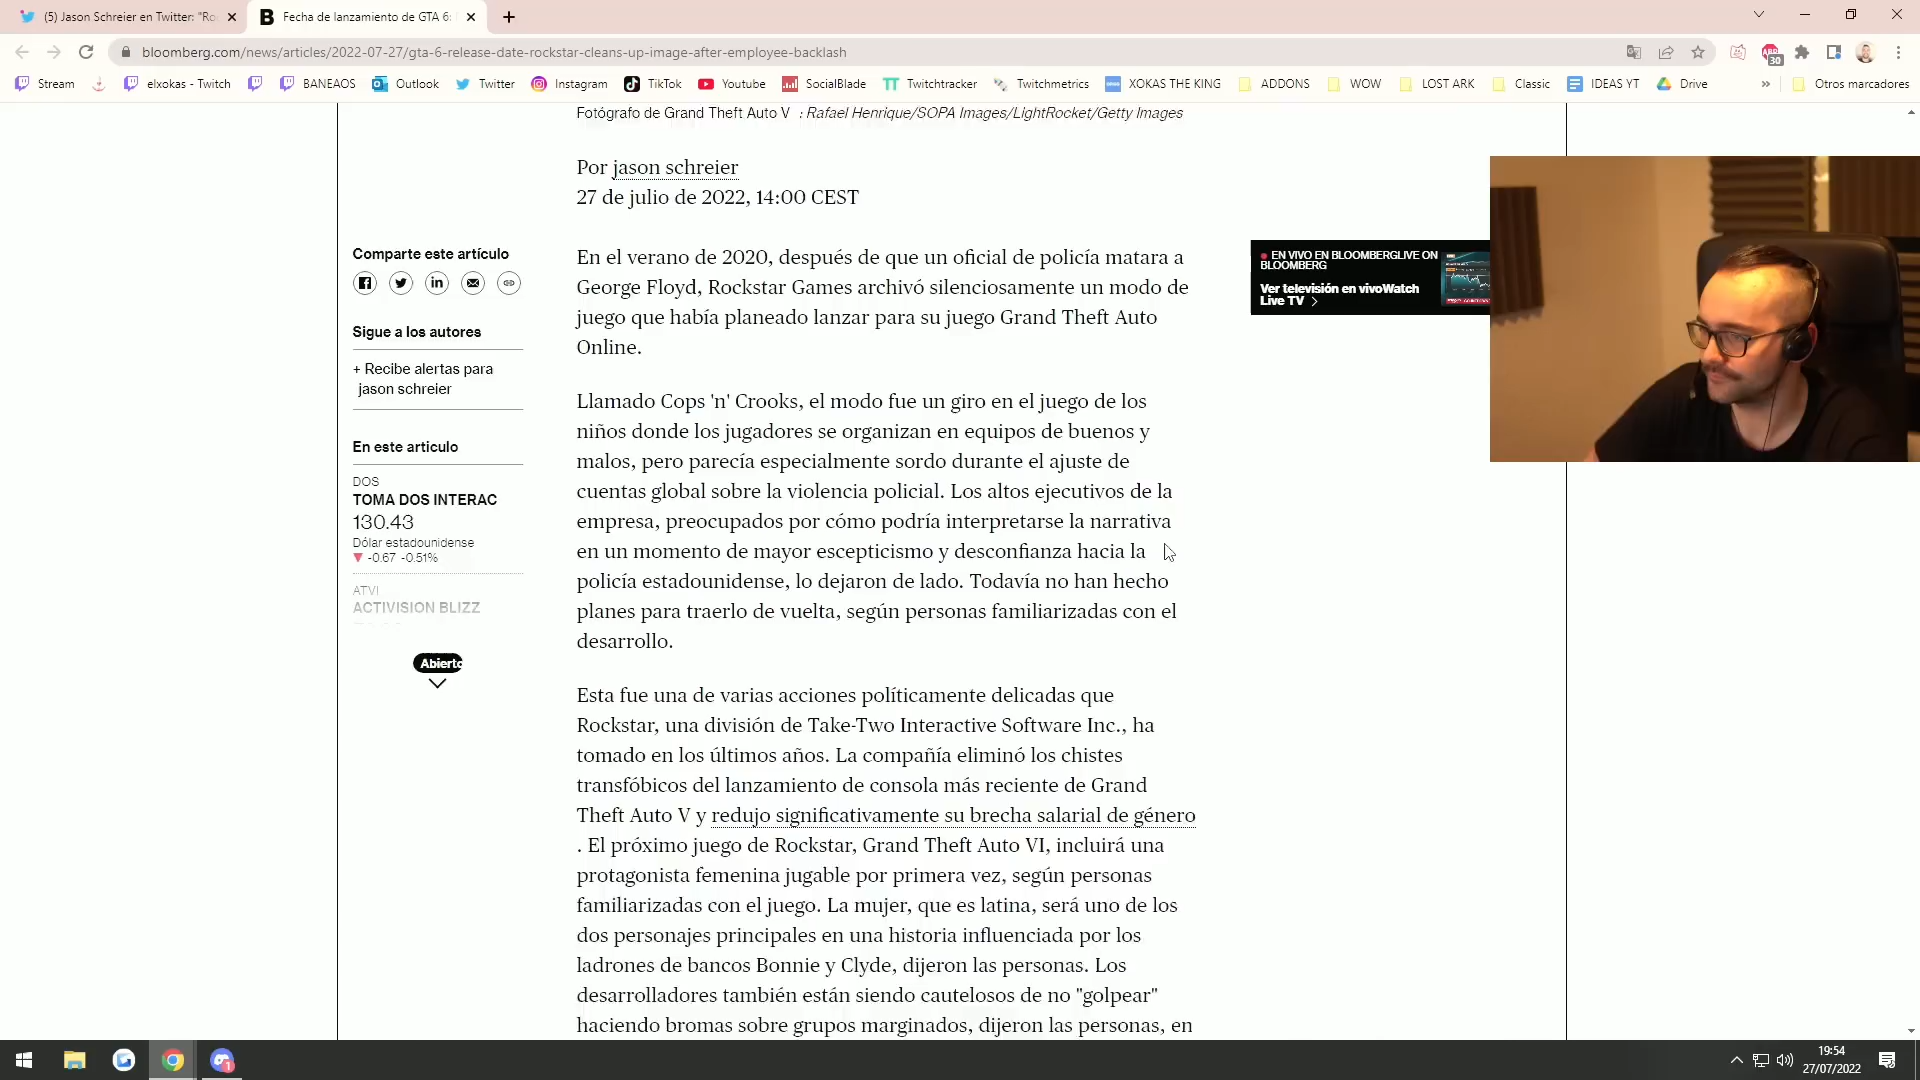 (5) Jason Schreier en Twitter: "Ro
Fecha de lanzamiento de GTA 6:
bloomberg.com/news/articles/2022-07-27/gta-6-release-date-rockstar-cleans-up-image-after-employee-backlash
30
Stream
elxokas - Twitch
BANEAOS
Outlook
Twitter
Instagram
TikTok
Youtube
SocialBlade
Twitchtracker
Twitchmetrics
XOKAS THE KING
ADDONS
WOW
LOST ARK
Classic
IDEAS YT
Drive
»
Otros marcadores
Fotógrafo de Grand Theft Auto V : Rafael Henrique/SOPA Images/LightRocket/Getty Images
Por jason schreier
27 de julio de 2022, 14:00 CEST
Comparte este artículo
Sigue a los autores
+ Recibe alertas para
jason schreier
En este articulo
DOS
TOMA DOS INTERAC
130.43
Dólar estadounidense
▼ -0.67 -0.51%
ATVI
ACTIVISION BLIZZ
Abierto
En el verano de 2020, después de que un oficial de policía matara a
George Floyd, Rockstar Games archivó silenciosamente un modo de
juego que había planeado lanzar para su juego Grand Theft Auto
Online.
Llamado Cops 'n' Crooks, el modo fue un giro en el juego de los
niños donde los jugadores se organizan en equipos de buenos y
malos, pero parecía especialmente sordo durante el ajuste de
cuentas global sobre la violencia policial. Los altos ejecutivos de la
empresa, preocupados por cómo podría interpretarse la narrativa
en un momento de mayor escepticismo y desconfianza hacia la
policía estadounidense, lo dejaron de lado. Todavía no han hecho
planes para traerlo de vuelta, según personas familiarizadas con el
desarrollo.
Esta fue una de varias acciones políticamente delicadas que
Rockstar, una división de Take-Two Interactive Software Inc., ha
tomado en los últimos años. La compañía eliminó los chistes
transfóbicos del lanzamiento de consola más reciente de Grand
Theft Auto V y redujo significativamente su brecha salarial de género
. El próximo juego de Rockstar, Grand Theft Auto VI, incluirá una
protagonista femenina jugable por primera vez, según personas
familiarizadas con el juego. La mujer, que es latina, será uno de los
dos personajes principales en una historia influenciada por los
ladrones de bancos Bonnie y Clyde, dijeron las personas. Los
desarrolladores también están siendo cautelosos de no "golpear"
haciendo bromas sobre grupos marginados, dijeron las personas, en
EN VIVO EN BLOOMBERGLIVE ON
BLOOMBERG
Ver televisión en vivoWatch
Live TV
1
19:54
27/07/2022